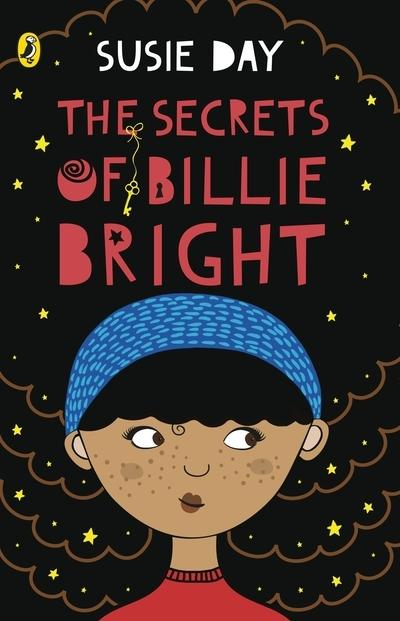 SUSIE DAY
THE SECRETS
OF BILLIE
BRIGHT